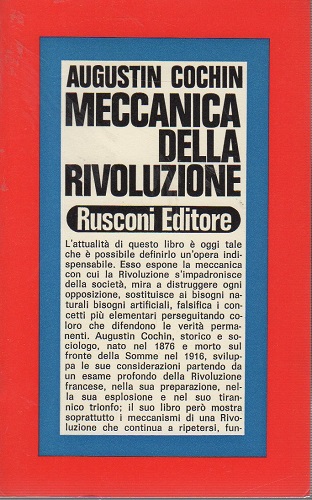 AUGUSTIN COCHIN
MECCANICA
DELLA
RIVOLUZIONE
Rusconi Editore
L'attualità di questo libro è oggi tale
che è possibile definirlo un'opera indi-
spensabile. Esso espone la meccanica
con cui la Rivoluzione s'impadronisce
della società, mira a distruggere ogni
opposizione, sostituisce ai bisogni na-
turali bisogni artificiali, falsifica i con-
cetti più elementari perseguitando co-
loro che difendono le verità perma-
nenti. Augustin Cochin, storico e so-
ciologo, nato nel 1876 e morto sul
fronte della Somme nel 1916, svilup-
pa le sue considerazioni partendo da
un esame profondo della Rivoluzione
francese, nella sua preparazione, nel-
la sua esplosione e nel suo tiran-
nico trionfo; il suo libro però mostra
soprattutto i meccanismi di una Rivo-
luzione che continua a ripetersi, fun-